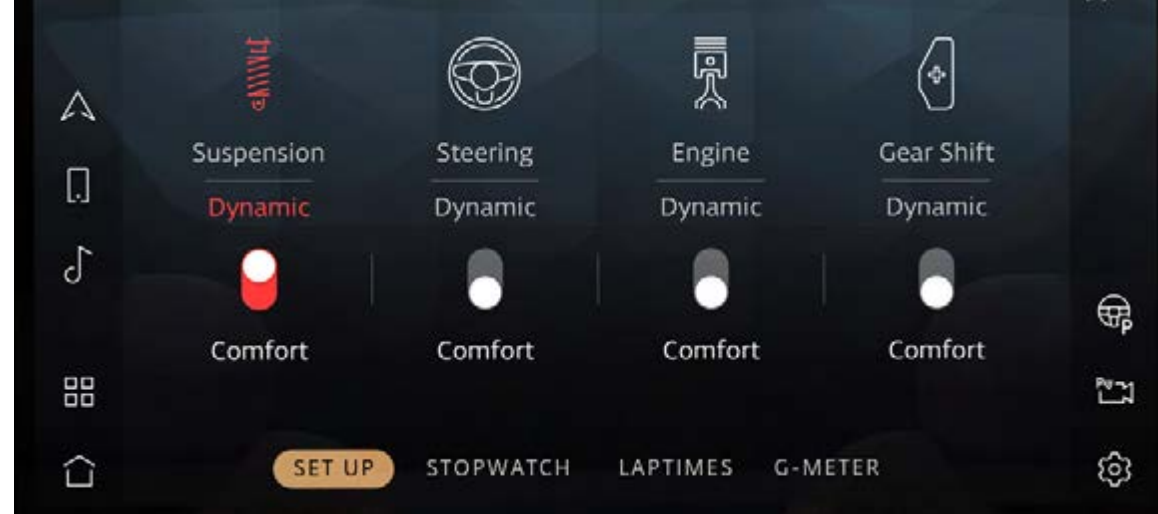 Suspension Steering Engine Gear Shift
Dynamic Dynamic Dynamic Dynamic
Comfort Comfort Comfort Comfort
P
SET UP STOPWATCH LAPTIMES G-METER